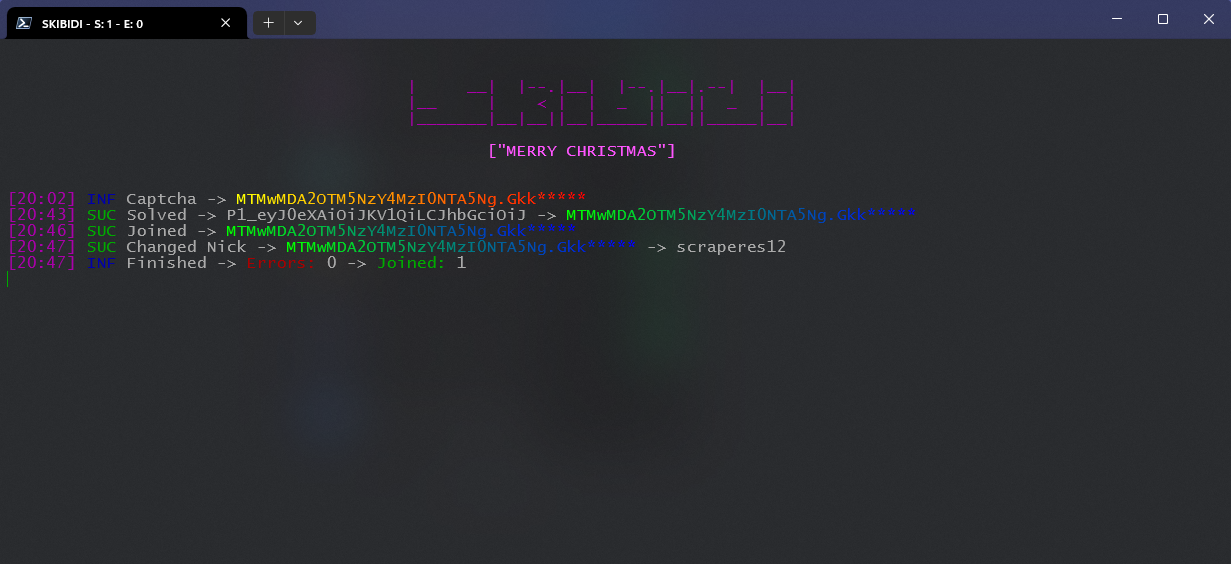 SKIBIDI - S: 1 - E: 0
["MERRY CHRISTMAS"]
[20:02] INF Captcha -> MTMwMDA2OTM5NzY4MzI0NTA5Ng.Gkk*****
[20:43] SUC Solved -> P1_eyJ0eXAiOiJKV1QiLCJhbGciOiJ -> MTMwMDA2OTM5NzY4MzI0NTA5Ng.Gkk*****
[20:46] SUC Joined -> MTMwMDA2OTM5NzY4MzI0NTA5Ng.Gkk*****
[20:47] SUC Changed Nick -> MTMwMDA2OTM5NzY4MzI0NTA5Ng.Gkk***** -> scraperes12
[20:47] INF Finished -> Errors: 0 -> Joined: 1